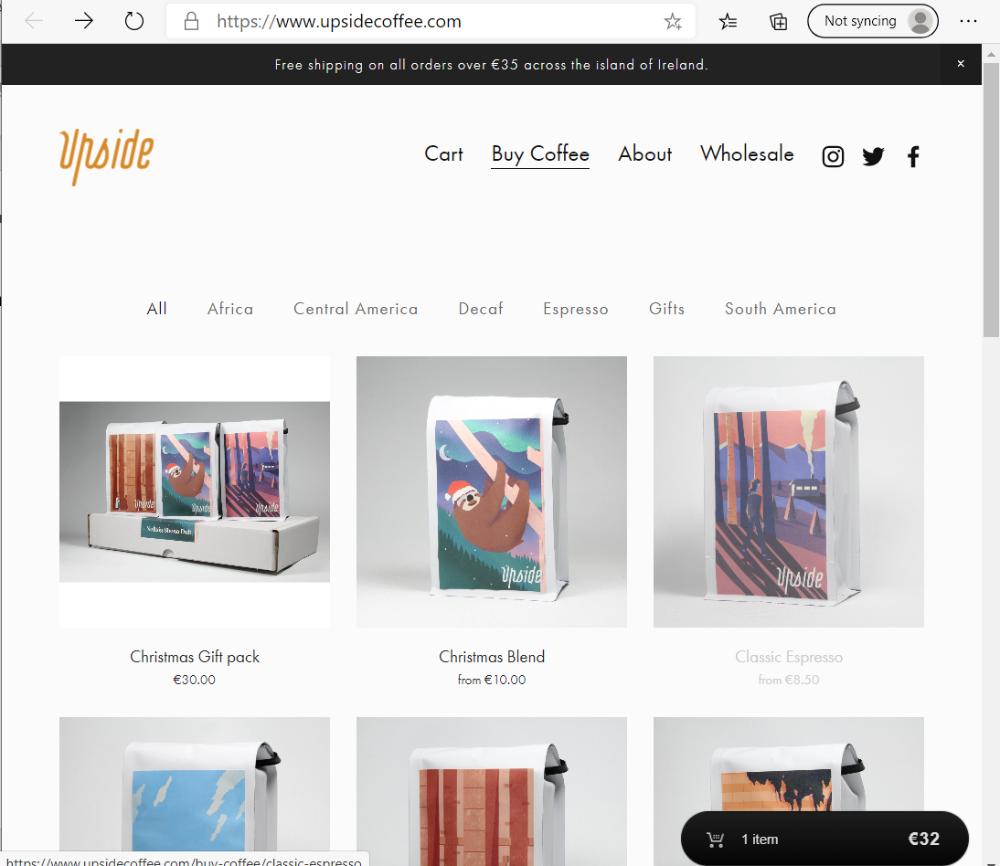 https://www.upsidecoffee.com
Not syncing
Free shipping on all orders over €35 across the island of Ireland.
×
Upside
Cart
Buy Coffee
About
Wholesale
All
Africa
Central America
Decaf
Espresso
Gifts
South America
Upside
Upside
Upside
Nollaig Shona Duit
Upside
Upside
Christmas Gift pack
€30.00
Christmas Blend
from €10.00
Classic Espresso
from €8.50
1 item
€32
https://www.upsidecoffee.com/buy-coffee/classic-espresso